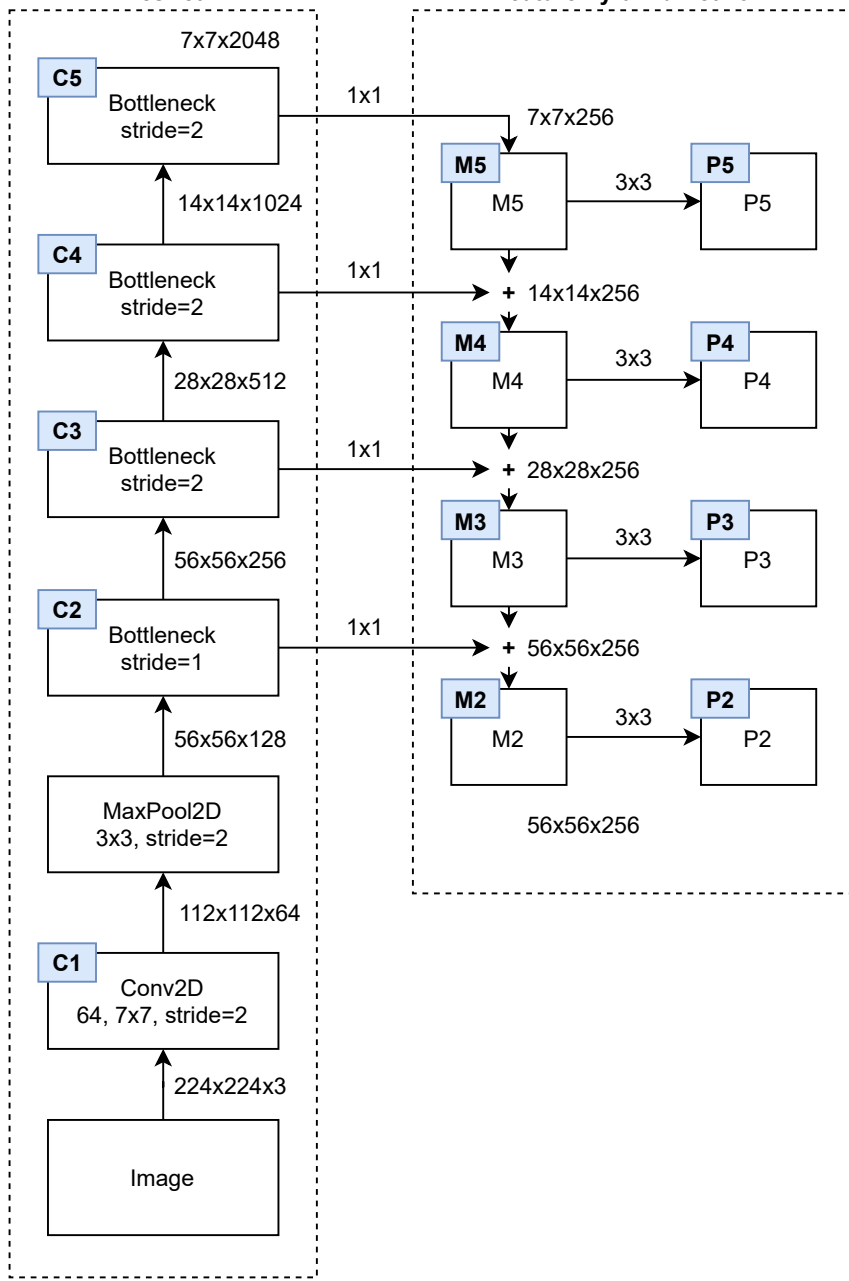 7x7x2048
C5
Bottleneck
stride=2
1x1
7x7x256
M5
M5
3x3
P5
P5
14x14x1024
C4
Bottleneck
stride=2
1x1
+ 14x14x256
M4
M4
3x3
P4
P4
28x28x512
C3
Bottleneck
stride=2
1x1
+ 28x28x256
M3
M3
3x3
P3
P3
56x56x256
C2
Bottleneck
stride=1
1x1
+ 56x56x256
M2
M2
3x3
P2
P2
56x56x128
MaxPool2D
3x3, stride=2
56x56x256
112x112x64
C1
Conv2D
64, 7x7, stride=2
224x224x3
Image